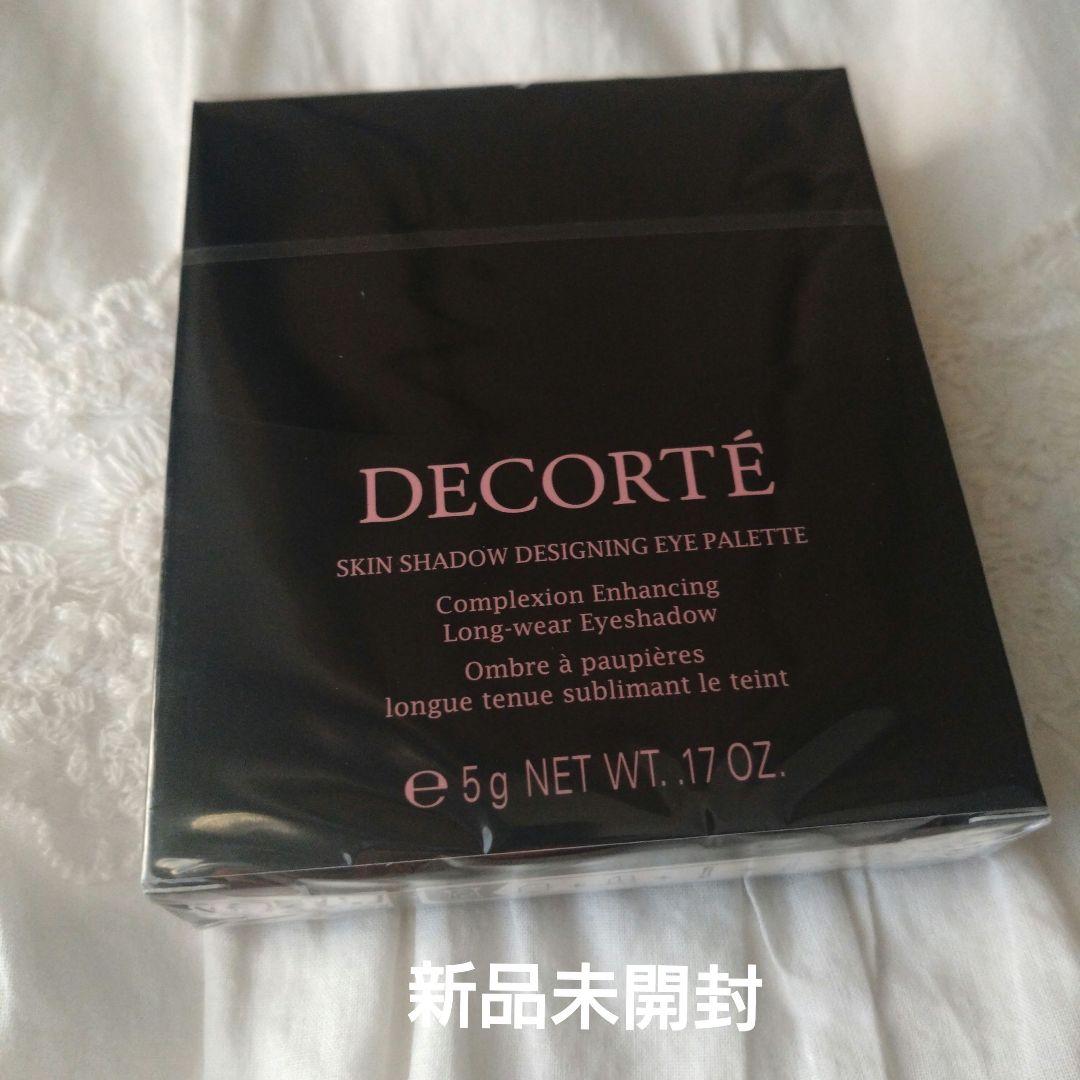 DECORTÉ
SKIN SHADOW DESIGNING EYE PALETTE
Complexion Enhancing
Long-wear Eyeshadow
Ombre à paupières
longue tenue sublimant le teint
℮ 5g NET WT. .17 OZ.
新品未開封